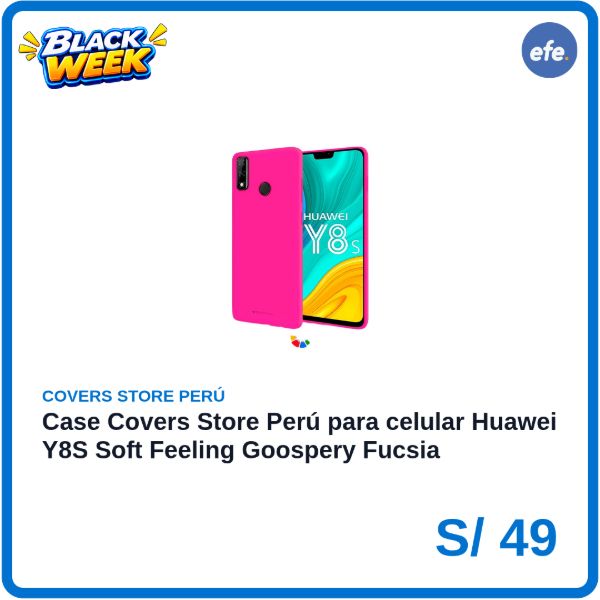 BLACK
WEEK
efe.
HUAWEI
Y8s
COVERS STORE PERÚ
Case Covers Store Perú para celular Huawei
Y8S Soft Feeling Goospery Fucsia
S/ 49